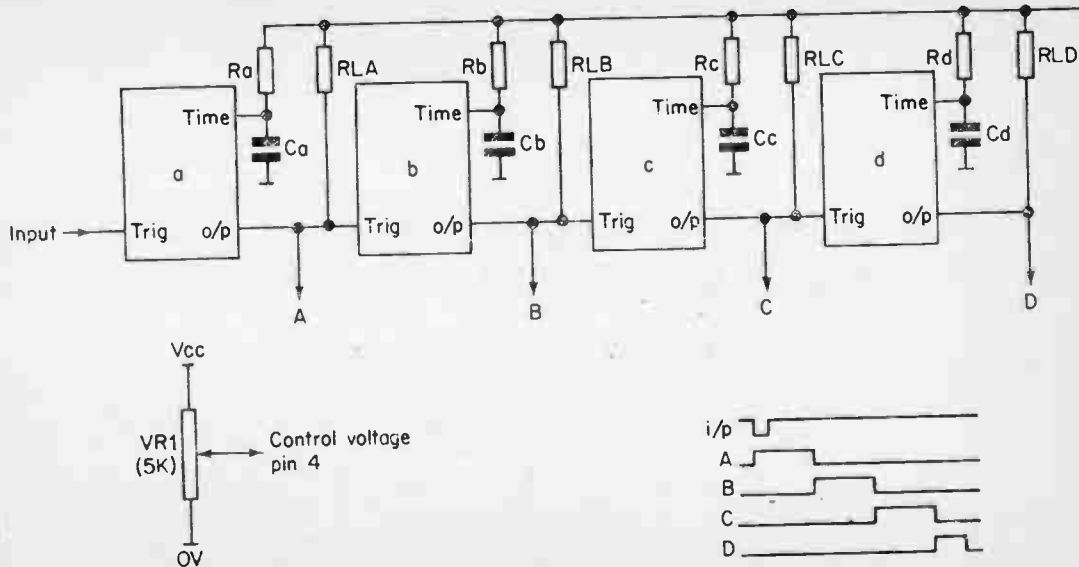 Ra
RLA
Rb
RLB
Rc
RLC
Rd
RLD
Time
Time
Time
Time
Ca
Cb
Cc
Cd
a
b
c
d
Input
Trig
o/p
Trig
o/p
Trig
o/p
Trig
o/p
A
B
C
D
Vcc
VR1
(5K)
Control voltage
pin 4
OV
i/p
A
B
C
D